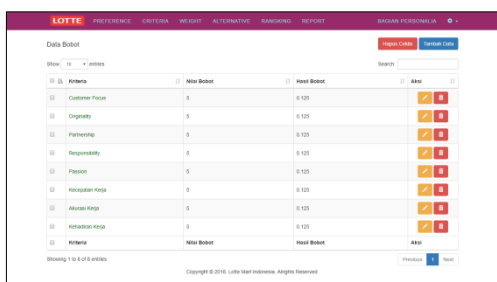 LOTTE PREFERENCE CRITERIA WEIGHT ALTERNATIVE RANGKING REPORT BAGIAN PERSONALIA
Data Bobot Hapus Ceklis Tambah Data
Show 10 entries Search:
Kriteria Nilai Bobot Hasil Bobot Aksi
Customer Focus 5 0.125
Originality 5 0.125
Partnership 5 0.125
Responsibility 5 0.125
Passion 5 0.125
Kecepatan Kerja 5 0.125
Akurasi Kerja 5 0.125
Kehadiran Kerja 5 0.125
Kriteria Nilai Bobot Hasil Bobot Aksi
Showing 1 to 8 of 8 entries Previous 1 Next
Copyright © 2018. Lotte Mart Indonesia. Allrights Reserved.